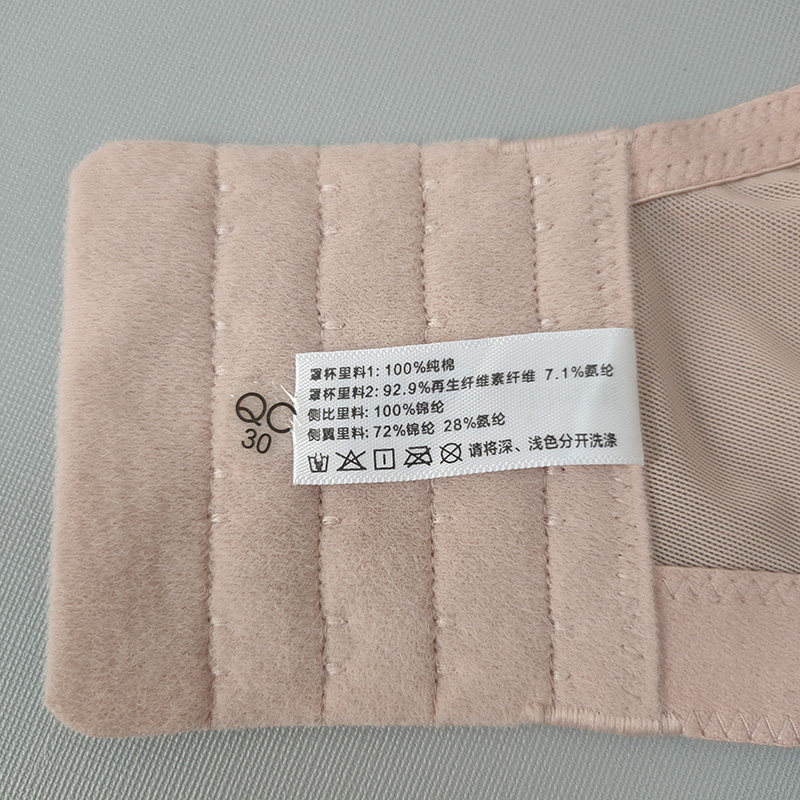 罩杯里料1: 100%纯棉
罩杯里料2: 92.9%再生纤维素纤维 7.1%氨纶
侧比里料: 100%锦纶
侧翼里料: 72%锦纶 28%氨纶
请将深、浅色分开洗涤
QC
30